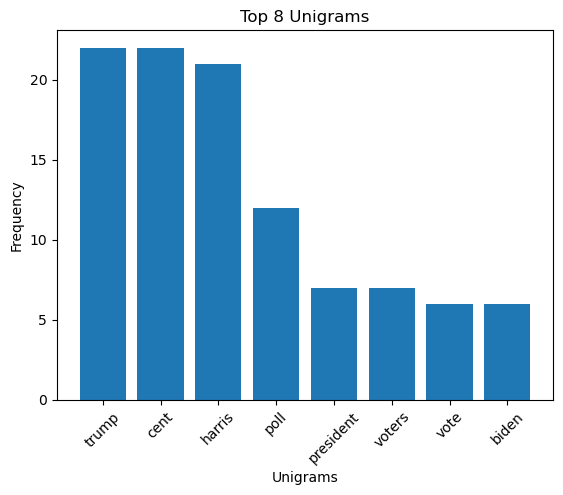 Top 8 Unigrams
Frequency
20
15
10
5
0
trump cent harris poll president voters vote biden
Unigrams